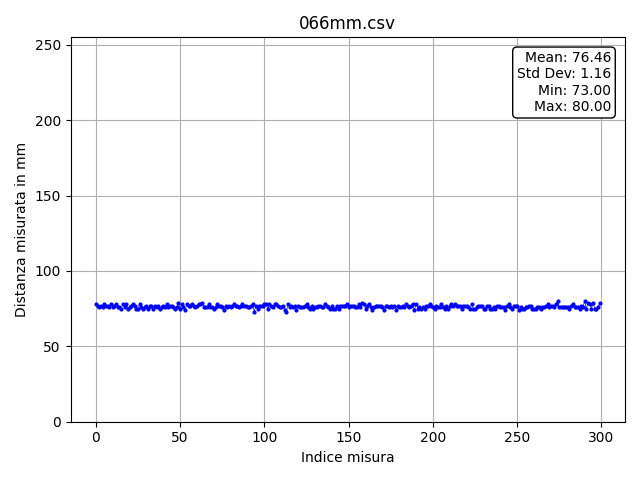 066mm.csv
Mean: 76.46
Std Dev: 1.16
Min: 73.00
Max: 80.00
Distanza misurata in mm
250
200
150
100
50
0
0 50 100 150 200 250 300
Indice misura